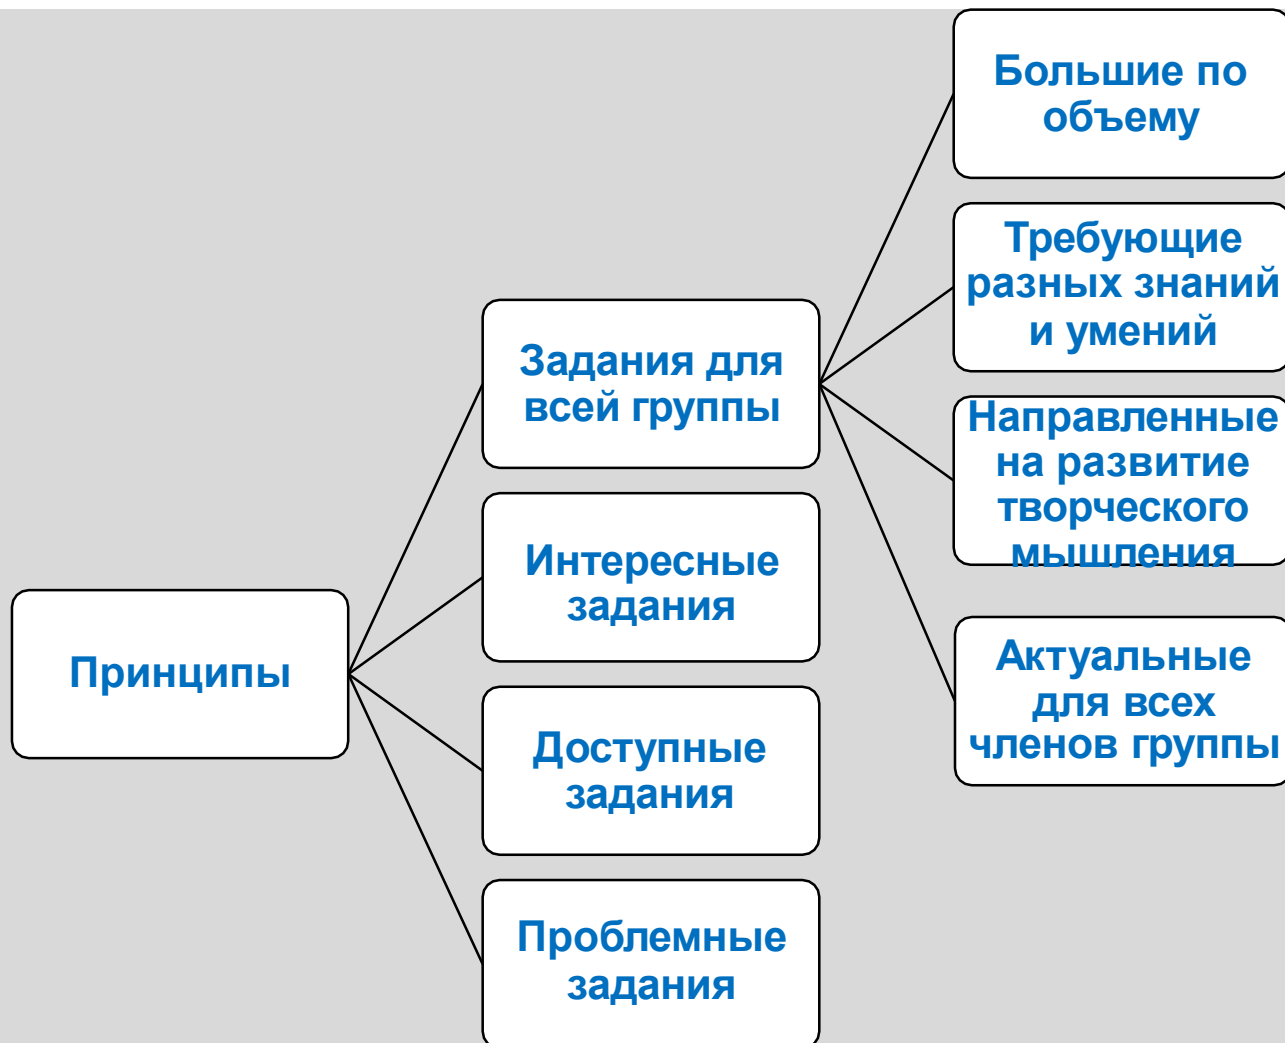 Принципы
Задания для
всей группы
Интересные
задания
Доступные
задания
Проблемные
задания
Большие по
объему
Требующие
разных знаний
и умений
Направленные
на развитие
творческого
мышления
Актуальные
для всех
членов группы